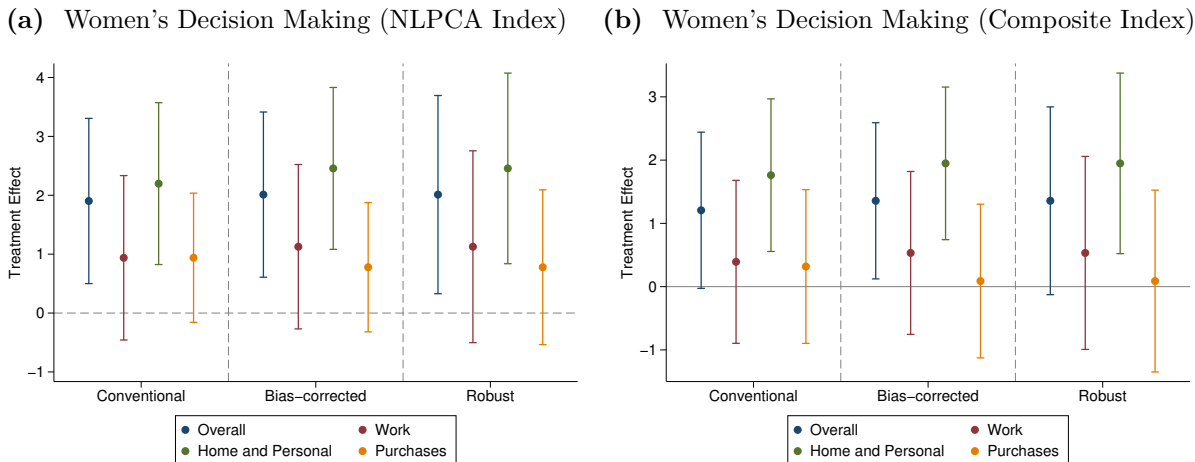 (a) Women's Decision Making (NLPCA Index)
Treatment Effect
4
3
2
1
0
−1
Conventional Bias−corrected Robust
Overall Work
Home and Personal Purchases
(b) Women's Decision Making (Composite Index)
Treatment Effect
3
2
1
0
−1
Conventional Bias−corrected Robust
Overall Work
Home and Personal Purchases